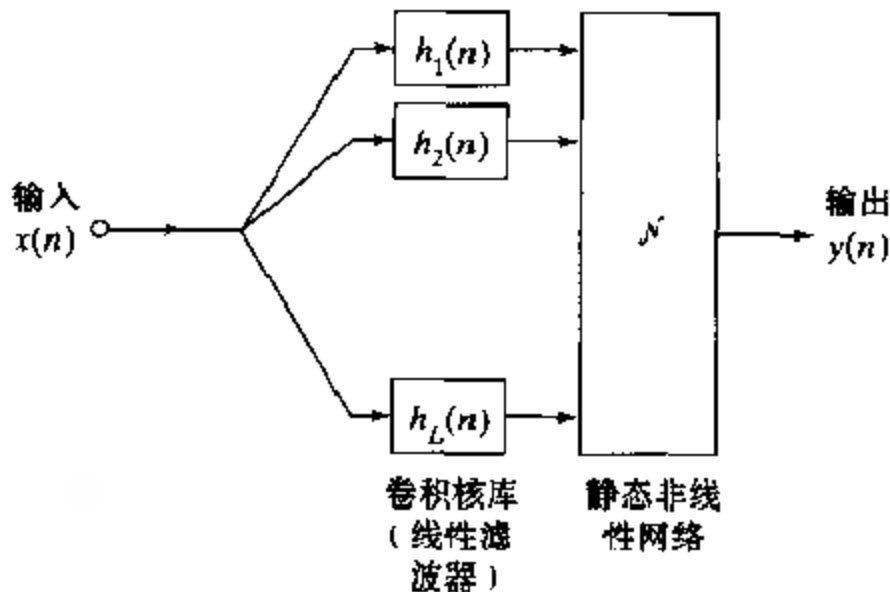 h₁(n)
h₂(n)
输入
x(n)
𝒩
输出
y(n)
h_L(n)
卷积核库
(线性滤
波器)
静态非线
性网络